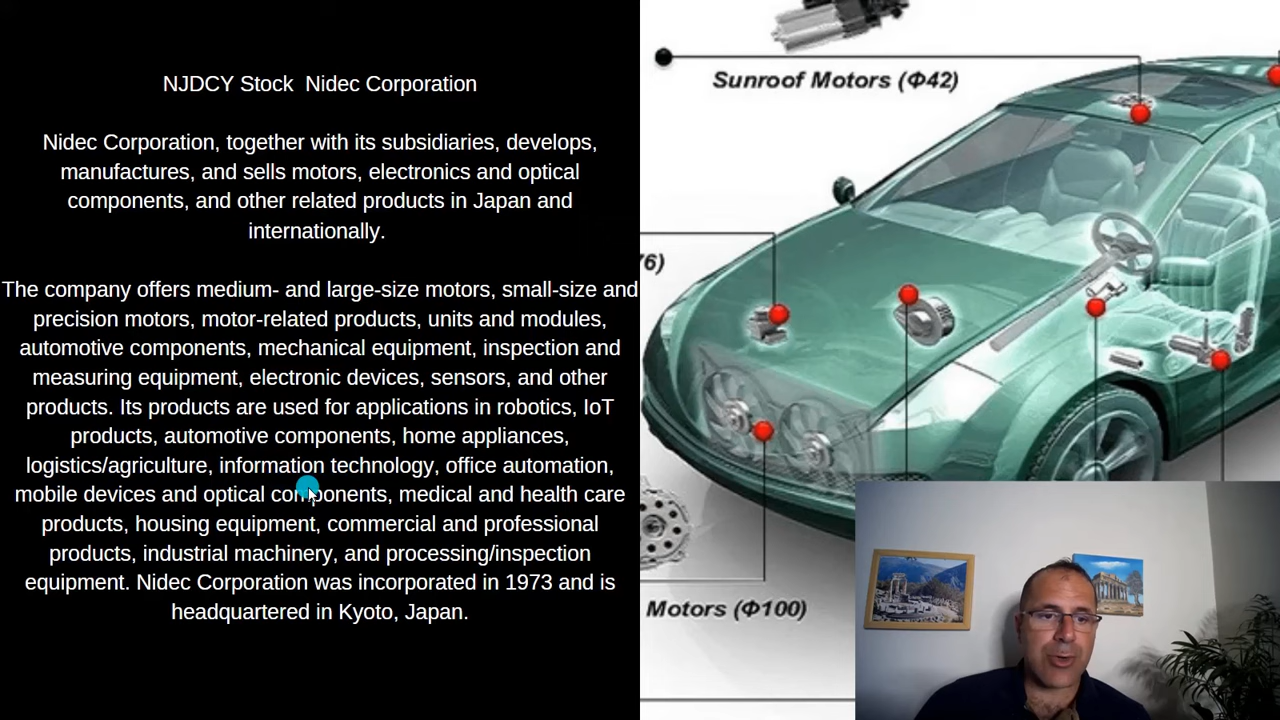 NJDCY Stock  Nidec Corporation
Nidec Corporation, together with its subsidiaries, develops,
manufactures, and sells motors, electronics and optical
components, and other related products in Japan and
internationally.
The company offers medium- and large-size motors, small-size and
precision motors, motor-related products, units and modules,
automotive components, mechanical equipment, inspection and
measuring equipment, electronic devices, sensors, and other
products. Its products are used for applications in robotics, IoT
products, automotive components, home appliances,
logistics/agriculture, information technology, office automation,
mobile devices and optical components, medical and health care
products, housing equipment, commercial and professional
products, industrial machinery, and processing/inspection
equipment. Nidec Corporation was incorporated in 1973 and is
headquartered in Kyoto, Japan.
Sunroof Motors (Φ42)
6)
Motors (Φ100)